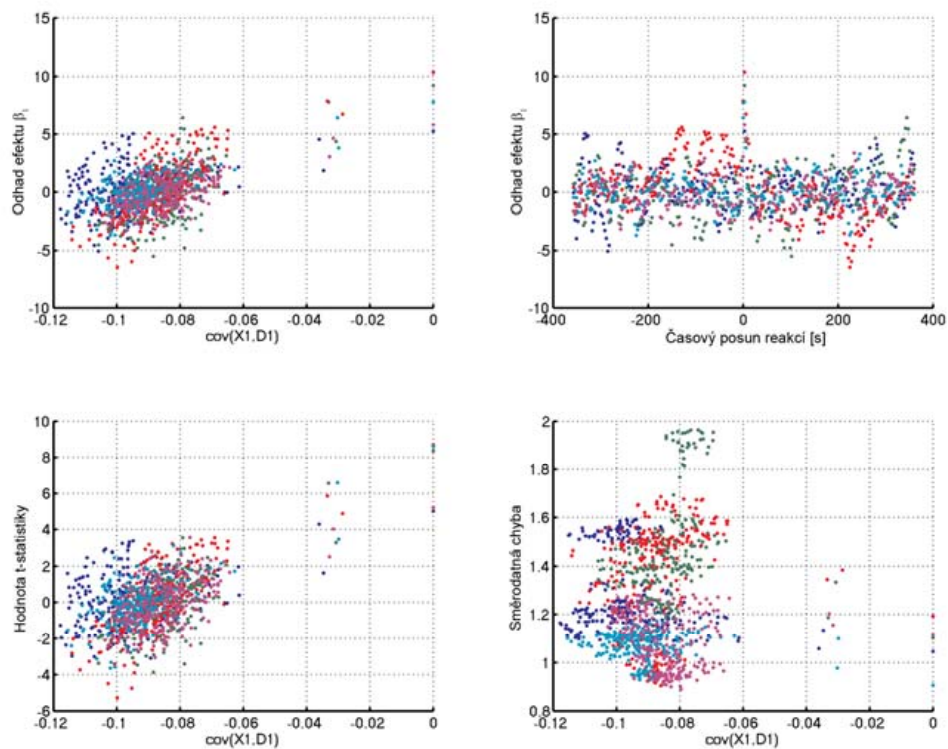 15
10
5
0
-5
-10
Odhad efektu βi
-0.12 -0.1 -0.08 -0.06 -0.04 -0.02 0
cov(X1,D1)
15
10
5
0
-5
-10
Odhad efektu βi
-400 -200 0 200 400
Časový posun reakcí [s]
10
8
6
4
2
0
-2
-4
-6
Hodnota t-statistiky
-0.12 -0.1 -0.08 -0.06 -0.04 -0.02 0
cov(X1,D1)
2
1.8
1.6
1.4
1.2
1
0.8
Směrodatná chyba
-0.12 -0.1 -0.08 -0.06 -0.04 -0.02 0
cov(X1,D1)